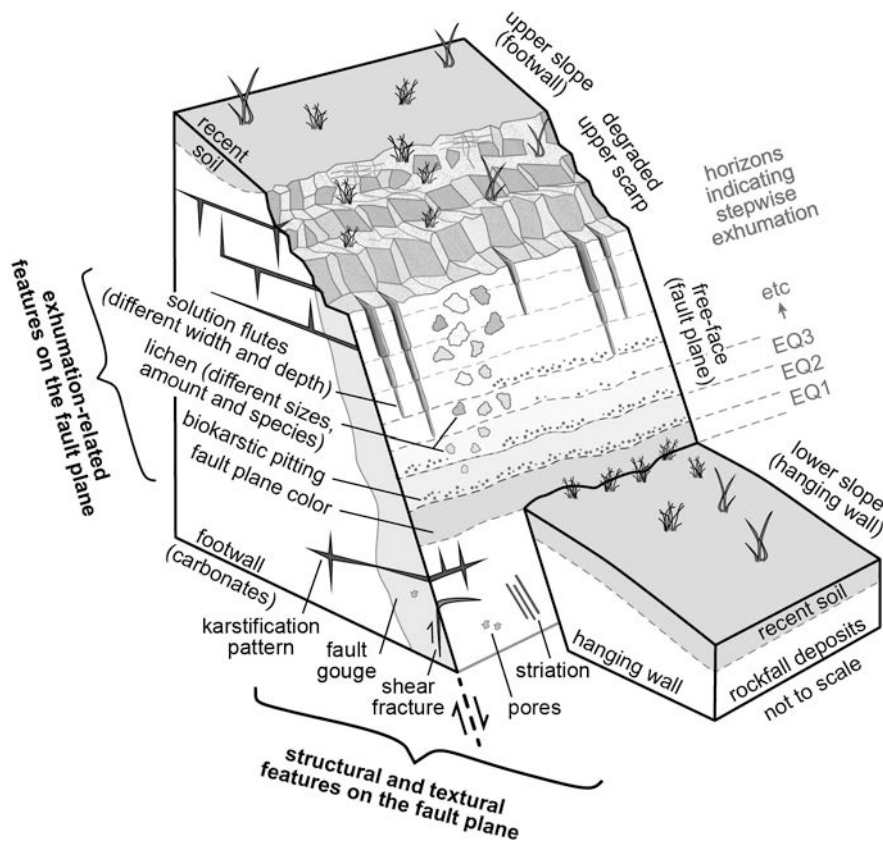 upper slope
(footwall)
degraded
upper scarp
recent
soil
horizons
indicating
stepwise
exhumation
free-face
(fault plane)
etc
EQ3
EQ2
EQ1
exhumation-related
features on the fault plane
solution flutes
(different width and depth)
lichen (different sizes,
amount and species)
biokarstic pitting
fault plane color
lower slope
(hanging wall)
footwall
(carbonates)
karstification
pattern
fault
gouge
shear
fracture
pores
striation
hanging wall
recent soil
rockfall deposits
not to scale
structural and textural
features on the fault plane